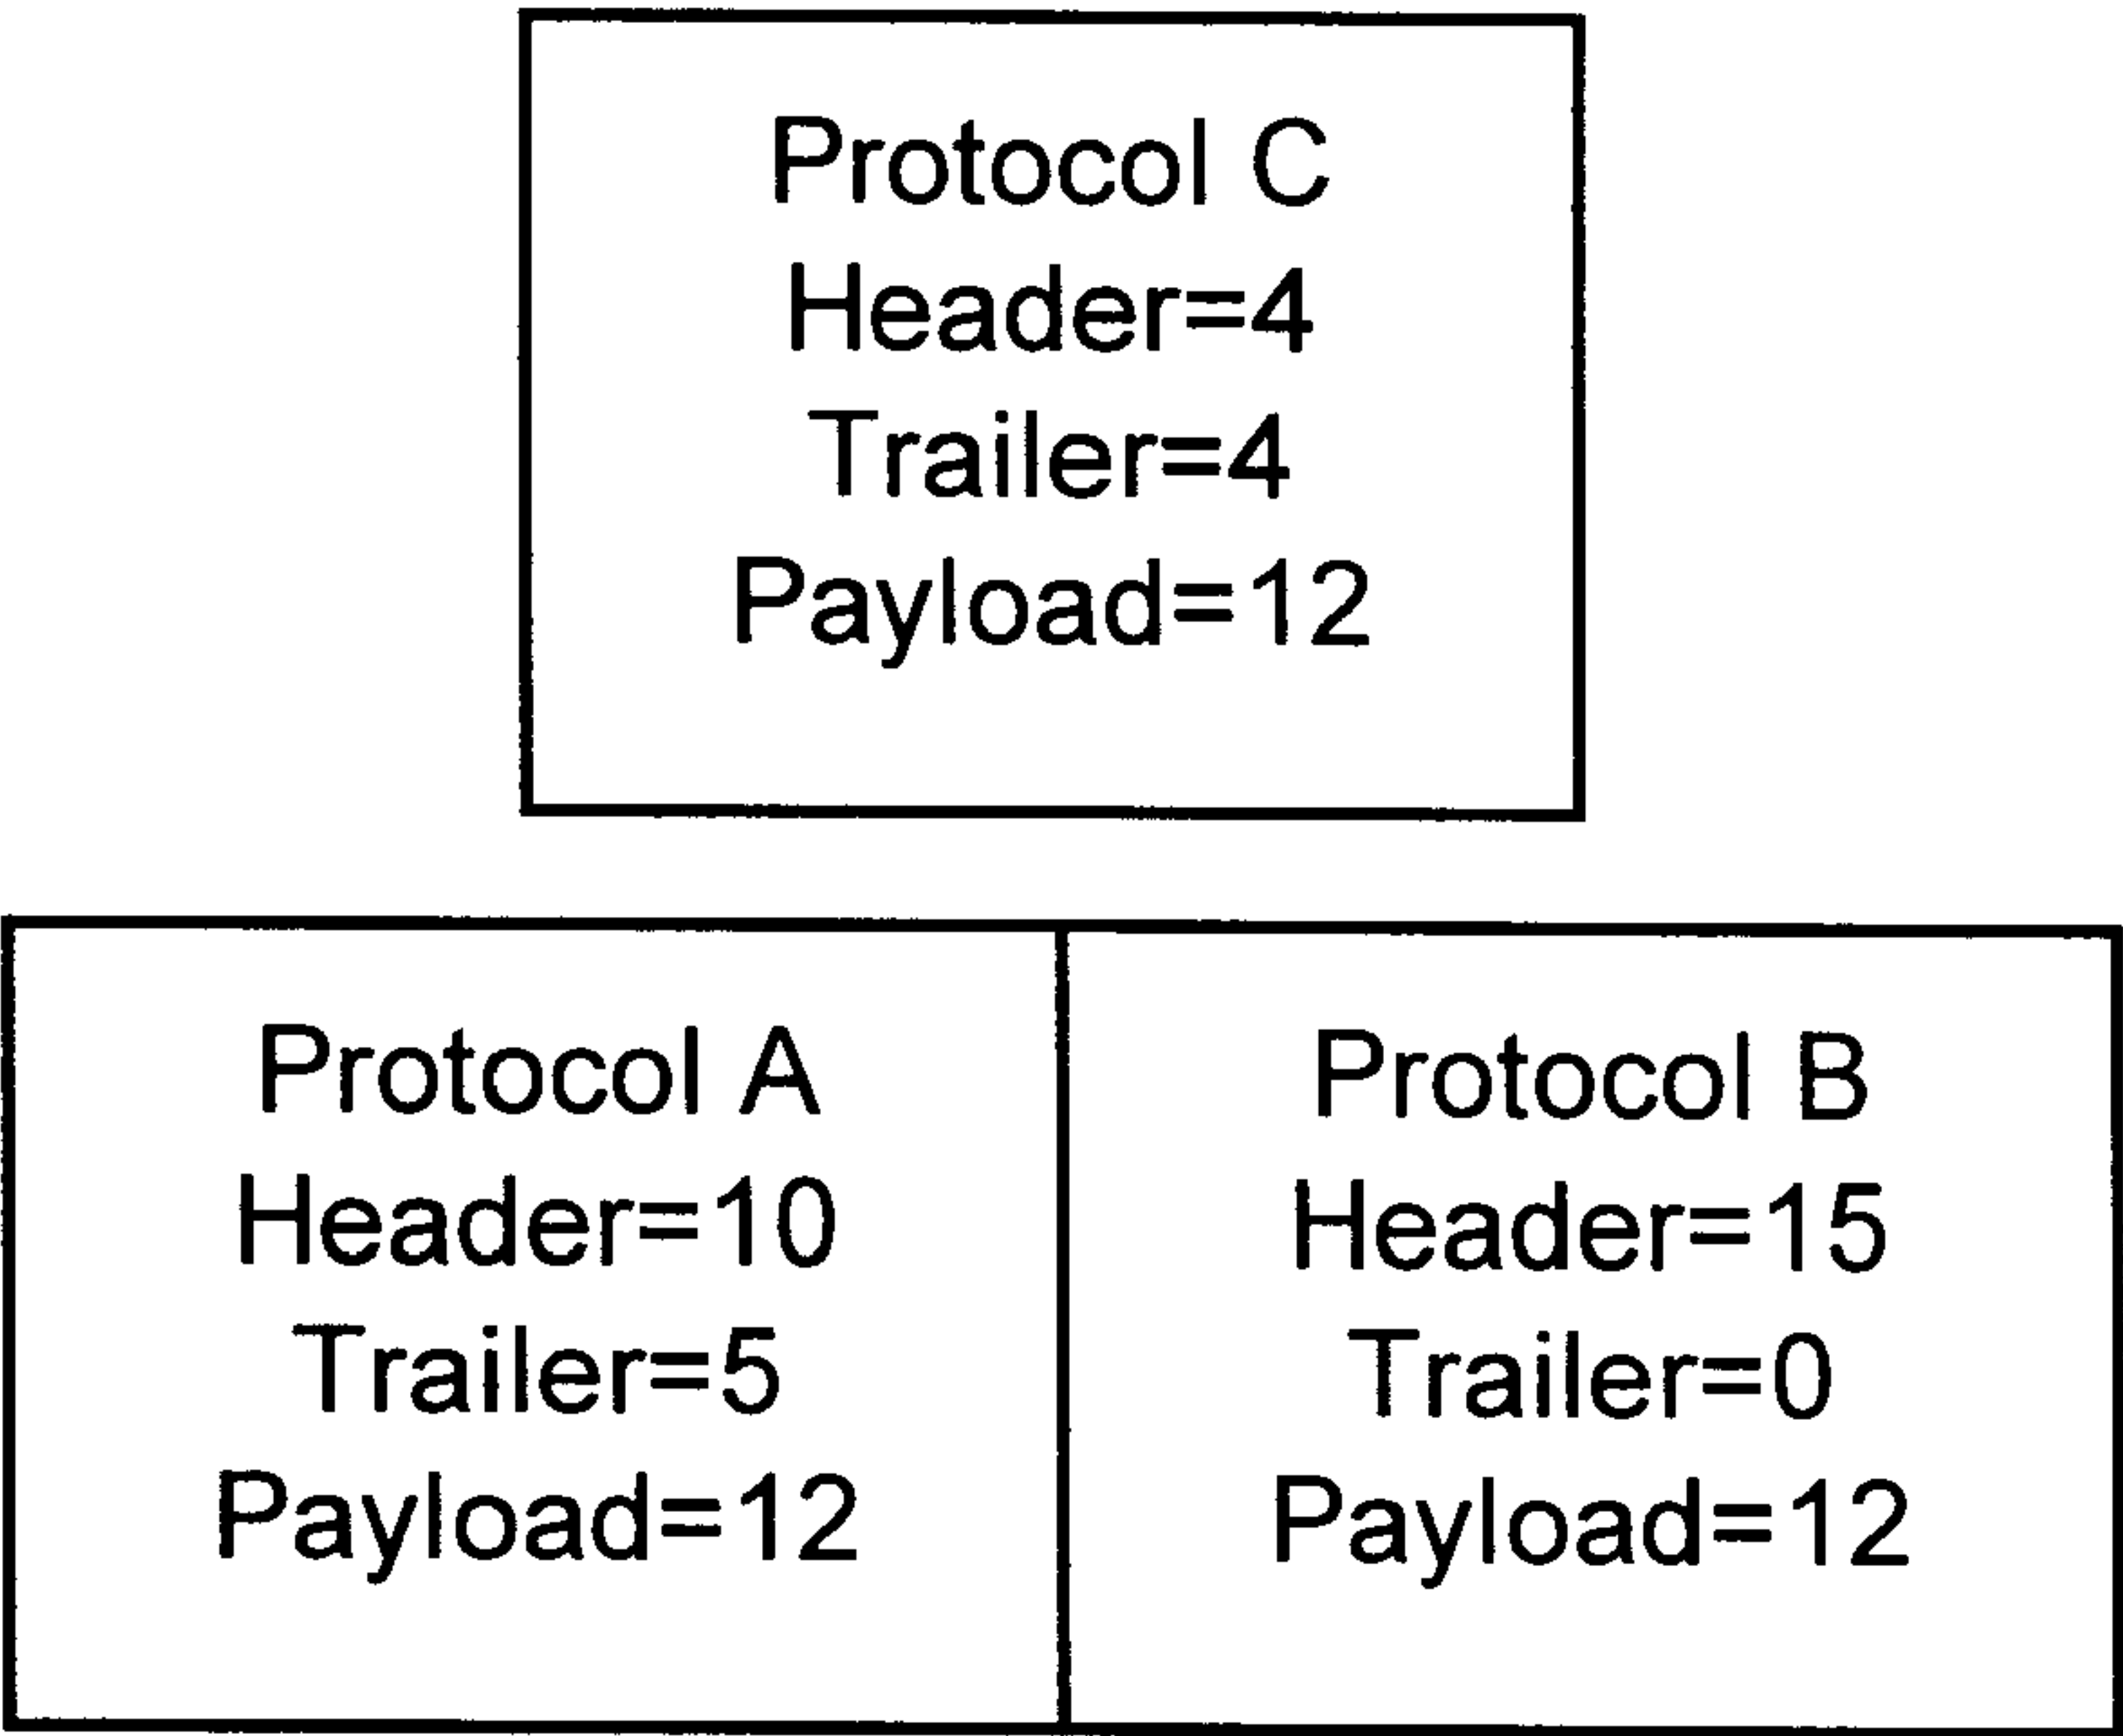 Protocol C
Header=4
Trailer=4
Payload=12
Protocol A
Header=10
Trailer=5
Payload=12
Protocol B
Header=15
Trailer=0
Payload=12